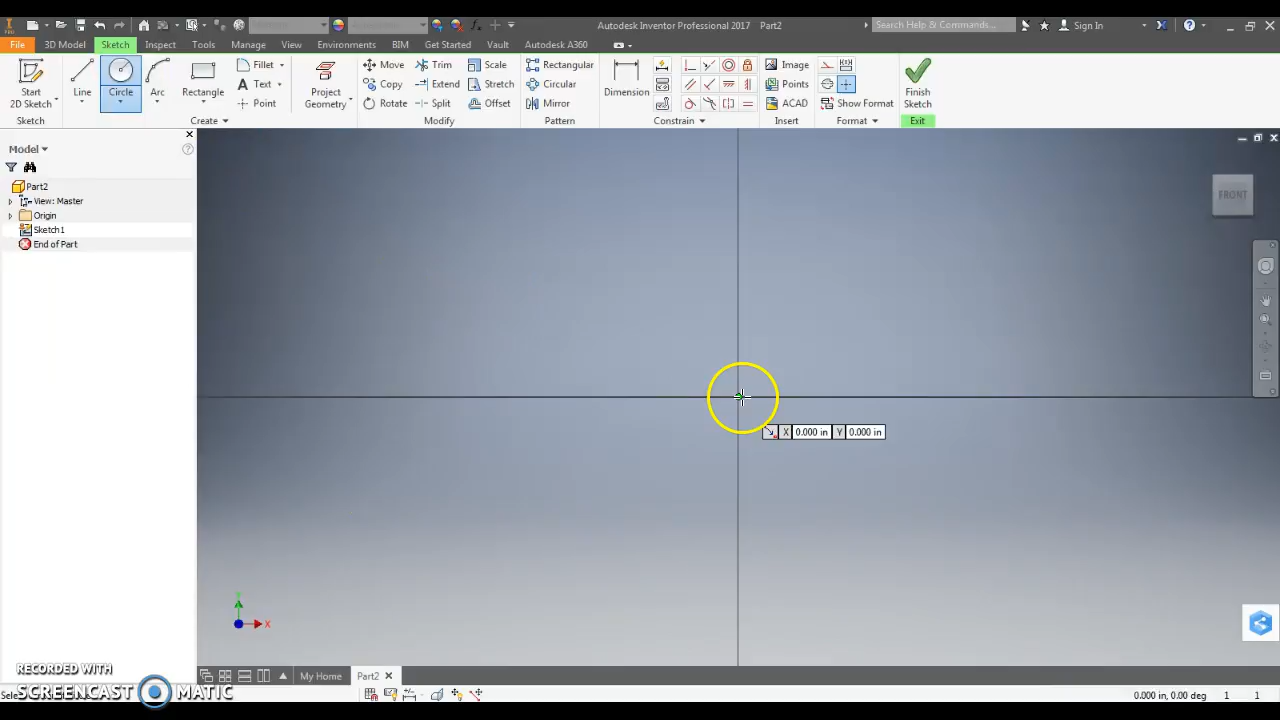 Autodesk Inventor Professional 2017 Part2
Search Help & Commands...
Sign In
PRO
File
3D Model
Sketch
Inspect
Tools
Manage
View
Environments
BIM
Get Started
Vault
Autodesk A360
Start
2D Sketch
Line
Circle
Arc
Rectangle
Fillet
Text
Point
Project
Geometry
Move
Copy
Rotate
Trim
Extend
Split
Scale
Stretch
Offset
Rectangular
Circular
Mirror
Dimension
Image
Points
ACAD
Show Format
Finish
Sketch
Sketch
Create
Modify
Pattern
Constrain
Insert
Format
Exit
Model
Part2
View: Master
Origin
Sketch1
End of Part
FRONT
X 0.000 in Y 0.000 in
Y
X
My Home
Part2
RECORDED WITH
SCREENCAST MATIC
0.000 in, 0.00 deg 1 1